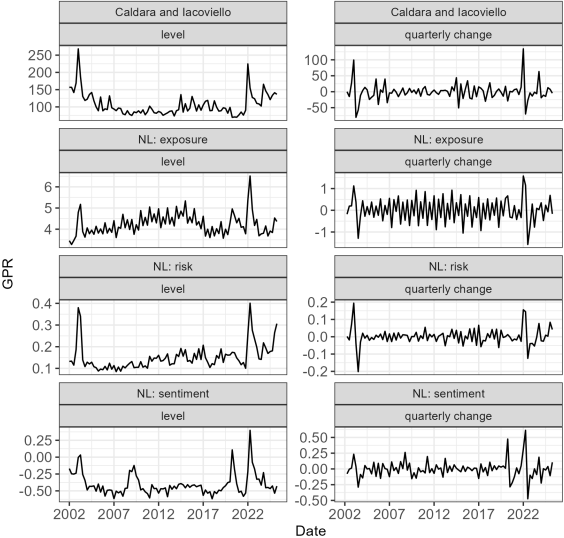 Caldara and Iacoviello Caldara and Iacoviello
level quarterly change
250
200
150
100
100
50
0
-50
NL: exposure NL: exposure
level quarterly change
6
5
4
1
0
-1
NL: risk NL: risk
level quarterly change
0.4
0.3
0.2
0.1
0.2
0.1
0.0
-0.1
-0.2
NL: sentiment NL: sentiment
level quarterly change
0.25
0.00
-0.25
-0.50
0.50
0.25
0.00
-0.25
-0.50
2002 2007 2012 2017 2022 2002 2007 2012 2017 2022
Date
GPR